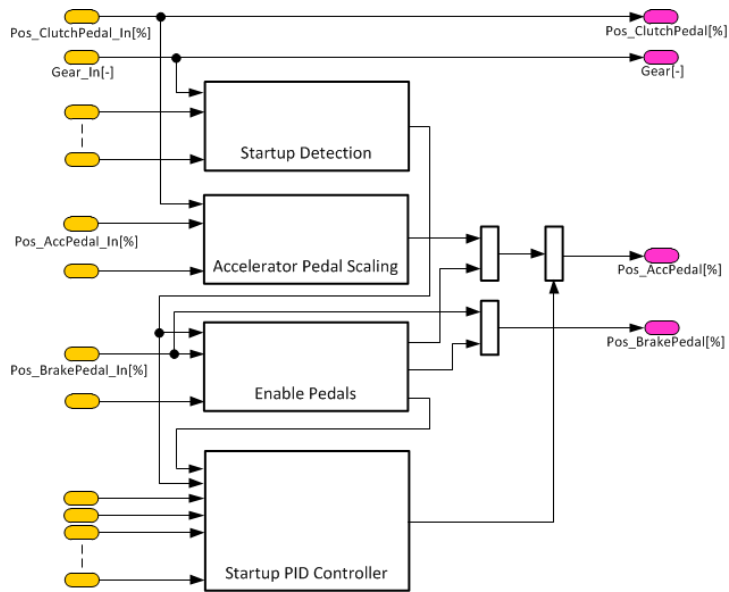 Pos_ClutchPedal_In[%]
Pos_ClutchPedal[%]
Gear_In[-]
Gear[-]
Startup Detection
Pos_AccPedal_In[%]
Accelerator Pedal Scaling
Pos_AccPedal[%]
Pos_BrakePedal_In[%]
Pos_BrakePedal[%]
Enable Pedals
Startup PID Controller